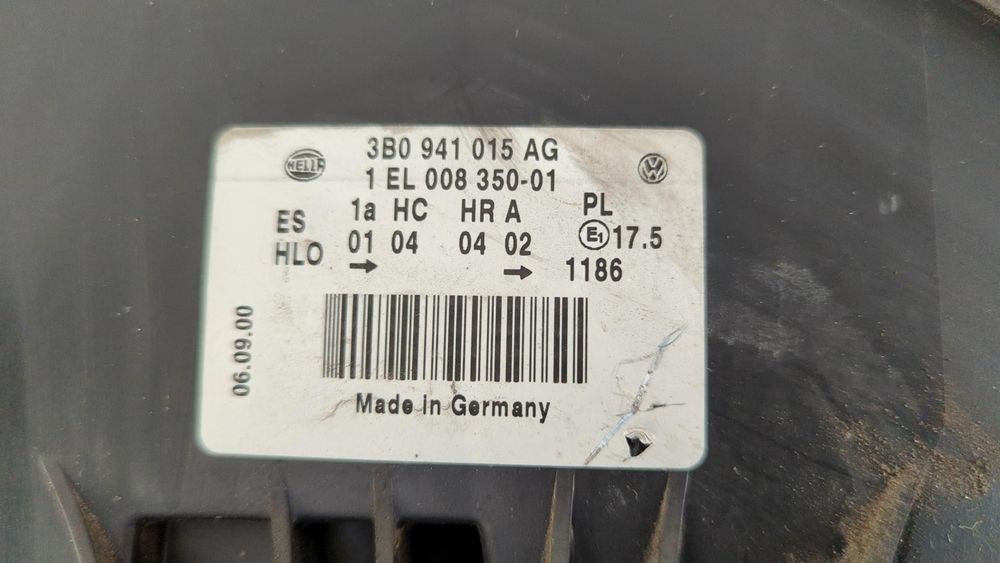 HELLA
3B0 941 015 AG
1 EL 008 350-01
ES 1a HC HR A PL
HLO 01 04 04 02 E1 17.5
→ → 1186
06.09.00
Made in Germany